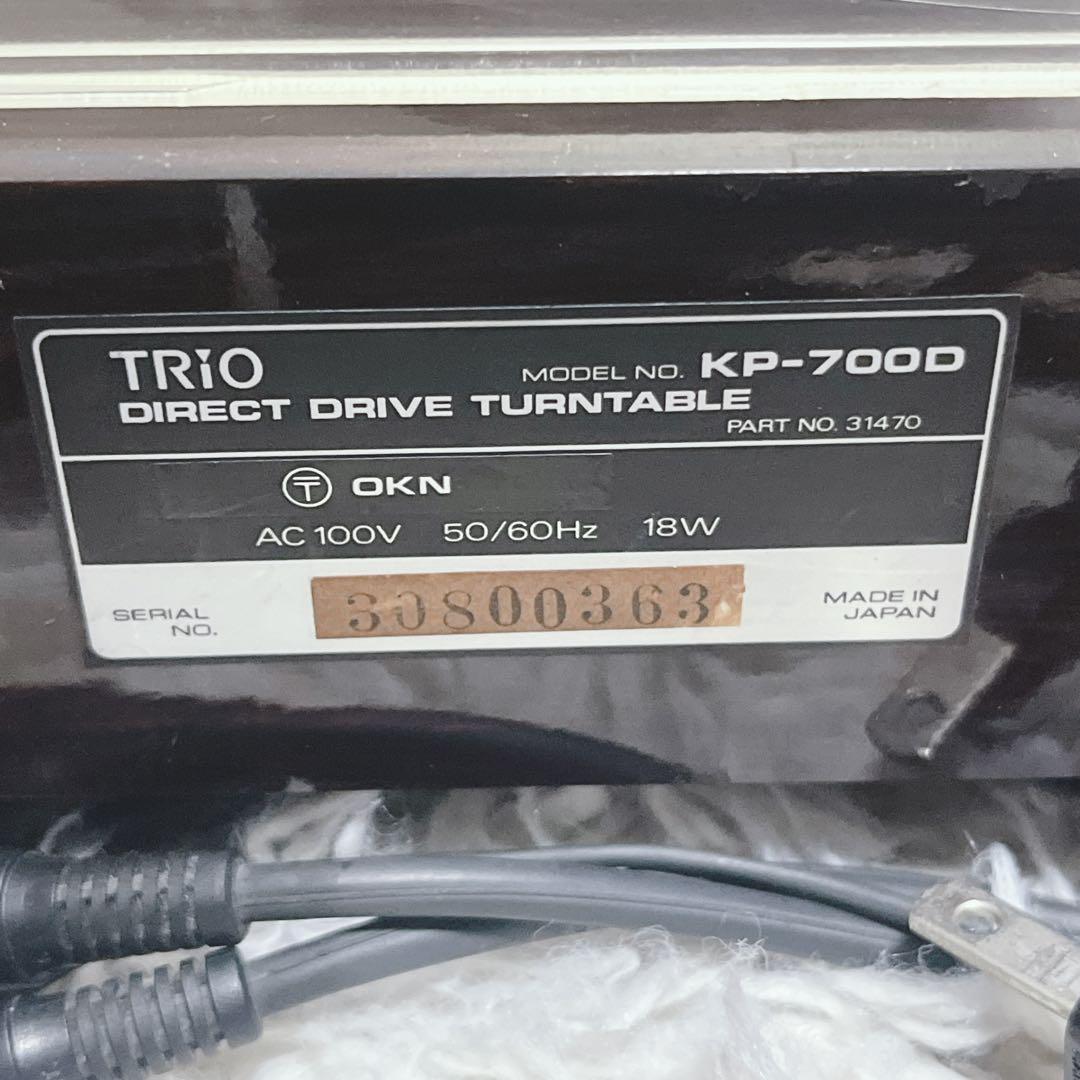 TRIO
MODEL NO. KP-700D
DIRECT DRIVE TURNTABLE
PART NO. 31470
〒 OKN
AC 100V 50/60Hz 18W
SERIAL NO.
30800363
MADE IN
JAPAN